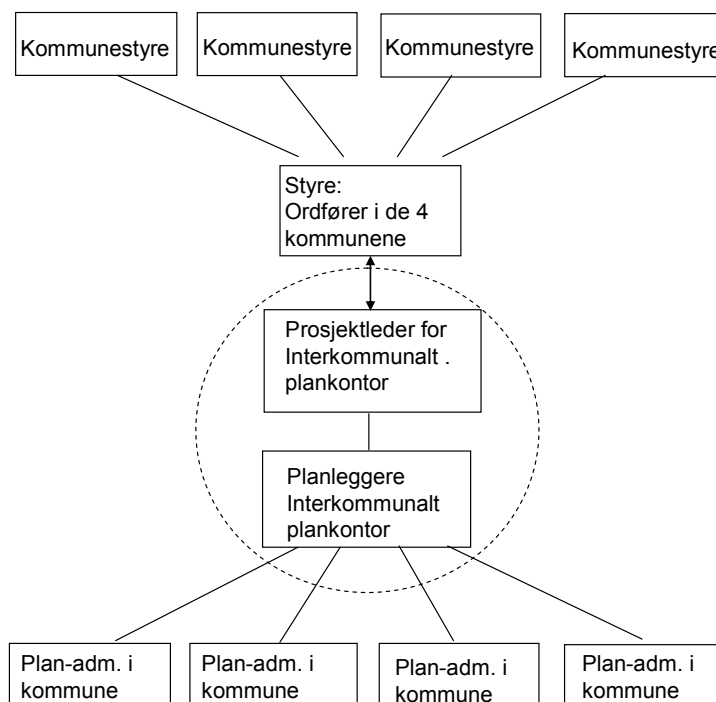 Kommunestyre
Kommunestyre
Kommunestyre
Kommunestyre
Styre:
Ordfører i de 4
kommunene
Prosjektleder for
Interkommunalt .
plankontor
Planleggere
Interkommunalt
plankontor
Plan-adm. i
kommune
Plan-adm. i
kommune
Plan-adm. i
kommune
Plan-adm. i
kommune